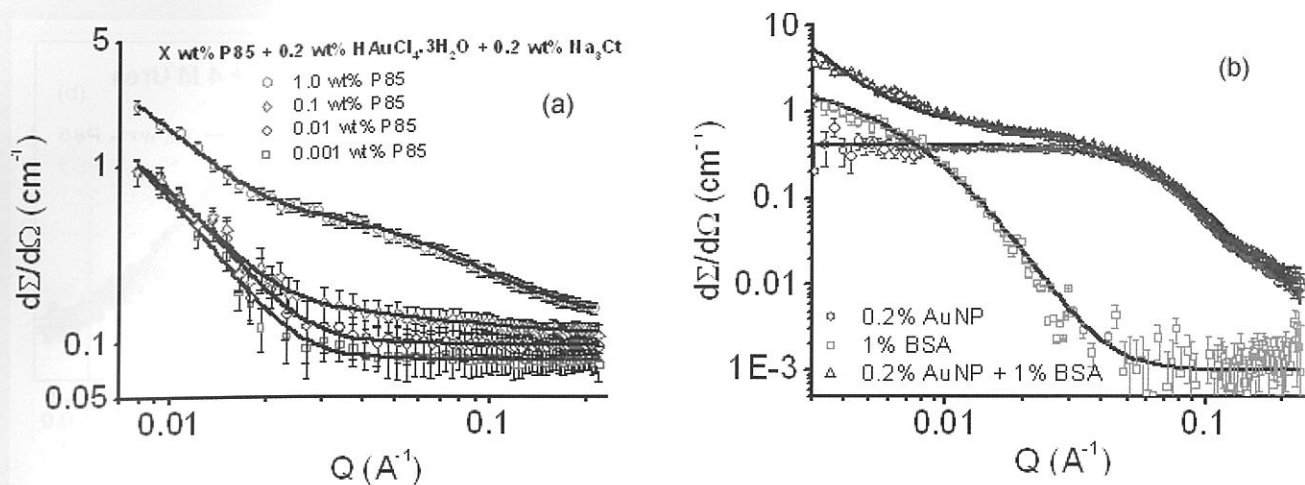 X wt% P85 + 0.2 wt% HAuCl₄.3H₂O + 0.2 wt% Na₃Ct
1.0 wt% P85
0.1 wt% P85
0.01 wt% P85
0.001 wt% P85
(a)
5
1
0.1
0.05
dΣ/dΩ (cm⁻¹)
0.01
0.1
Q (A⁻¹)
(b)
10
1
0.1
0.01
1E-3
dΣ/dΩ (cm⁻¹)
0.2% AuNP
1% BSA
0.2% AuNP + 1% BSA
0.01
0.1
Q (A⁻¹)